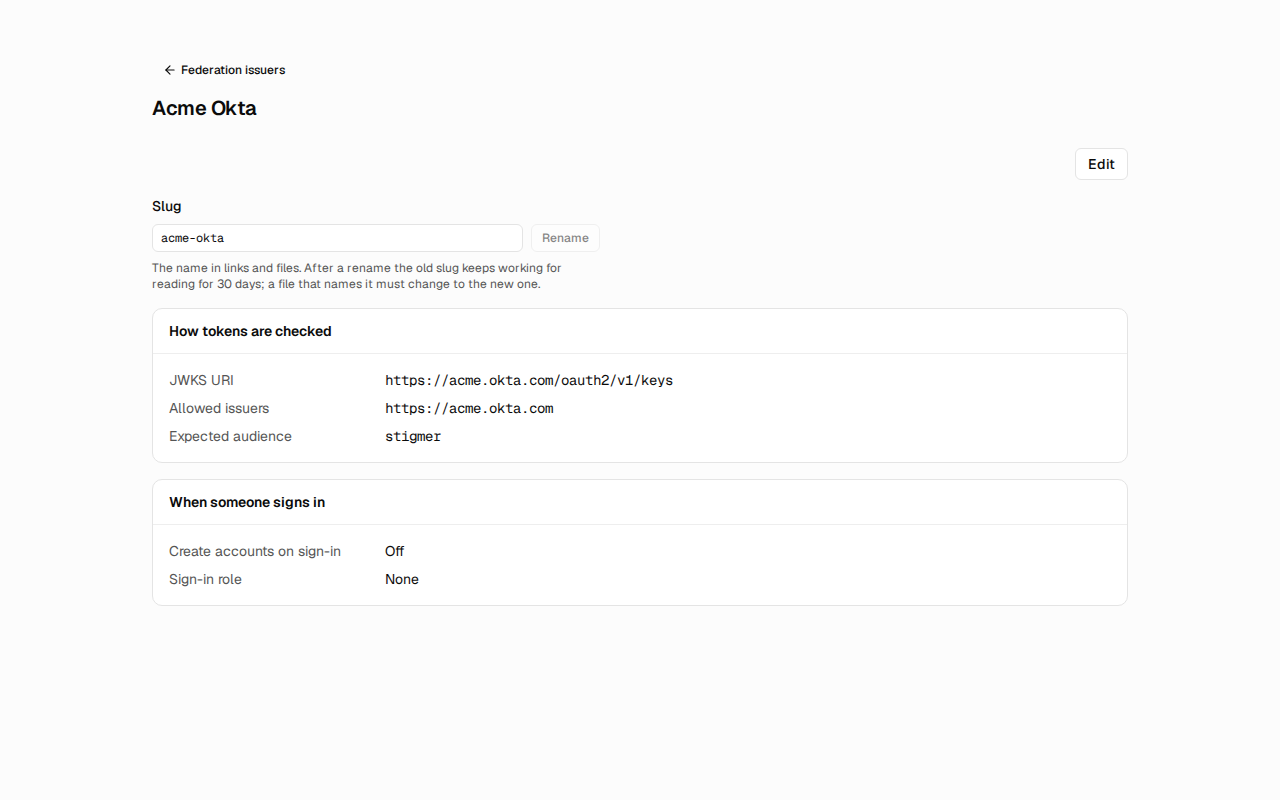 Federation issuers
Acme Okta
Edit
Slug
acme-okta
Rename
The name in links and files. After a rename the old slug keeps working for
reading for 30 days; a file that names it must change to the new one.
How tokens are checked
JWKS URI https://acme.okta.com/oauth2/v1/keys
Allowed issuers https://acme.okta.com
Expected audience stigmer
When someone signs in
Create accounts on sign-in Off
Sign-in role None